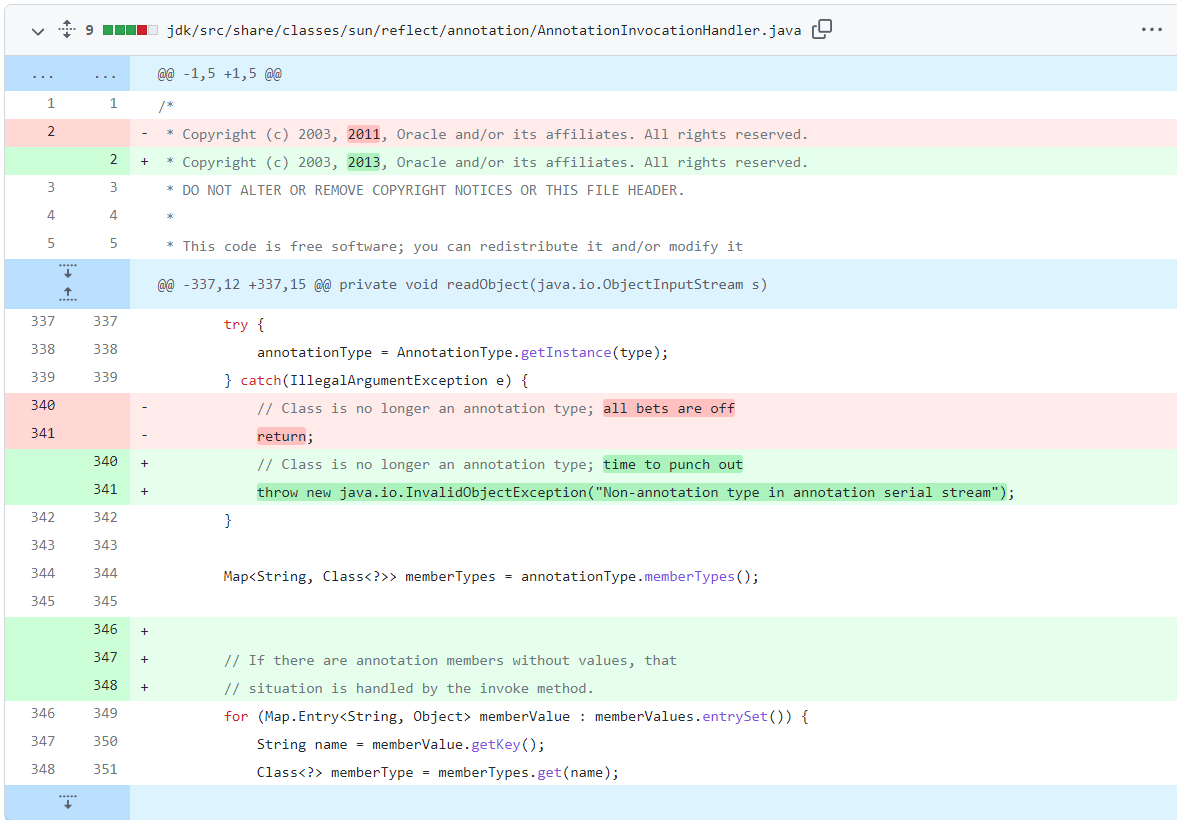 9 jdk/src/share/classes/sun/reflect/annotation/AnnotationInvocationHandler.java
... ... @@ -1,5 +1,5 @@
1 1 /*
2 - * Copyright (c) 2003, 2011, Oracle and/or its affiliates. All rights reserved.
2 + * Copyright (c) 2003, 2013, Oracle and/or its affiliates. All rights reserved.
3 3 * DO NOT ALTER OR REMOVE COPYRIGHT NOTICES OR THIS FILE HEADER.
4 4 *
5 5 * This code is free software; you can redistribute it and/or modify it
@@ -337,12 +337,15 @@ private void readObject(java.io.ObjectInputStream s)
337 337 try {
338 338 annotationType = AnnotationType.getInstance(type);
339 339 } catch(IllegalArgumentException e) {
340 - // Class is no longer an annotation type; all bets are off
341 - return;
340 + // Class is no longer an annotation type; time to punch out
341 + throw new java.io.InvalidObjectException("Non-annotation type in annotation serial stream");
342 342 }
343 343
344 344 Map<String, Class<?>> memberTypes = annotationType.memberTypes();
345 345
346 +
347 + // If there are annotation members without values, that
348 + // situation is handled by the invoke method.
346 349 for (Map.Entry<String, Object> memberValue : memberValues.entrySet()) {
347 350 String name = memberValue.getKey();
348 351 Class<?> memberType = memberTypes.get(name);